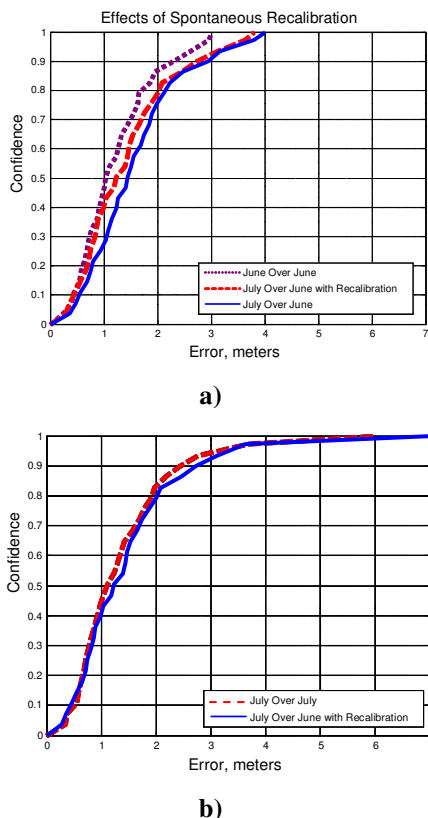 Effects of Spontaneous Recalibration
1
0.9
0.8
0.7
0.6
0.5
0.4
0.3
0.2
0.1
0
Confidence
June Over June
July Over June with Recalibration
July Over June
0 1 2 3 4 5 6 7
Error, meters
a)
1
0.9
0.8
0.7
0.6
0.5
0.4
0.3
0.2
0.1
0
Confidence
July Over July
July Over June with Recalibration
0 1 2 3 4 5 6
Error, meters
b)